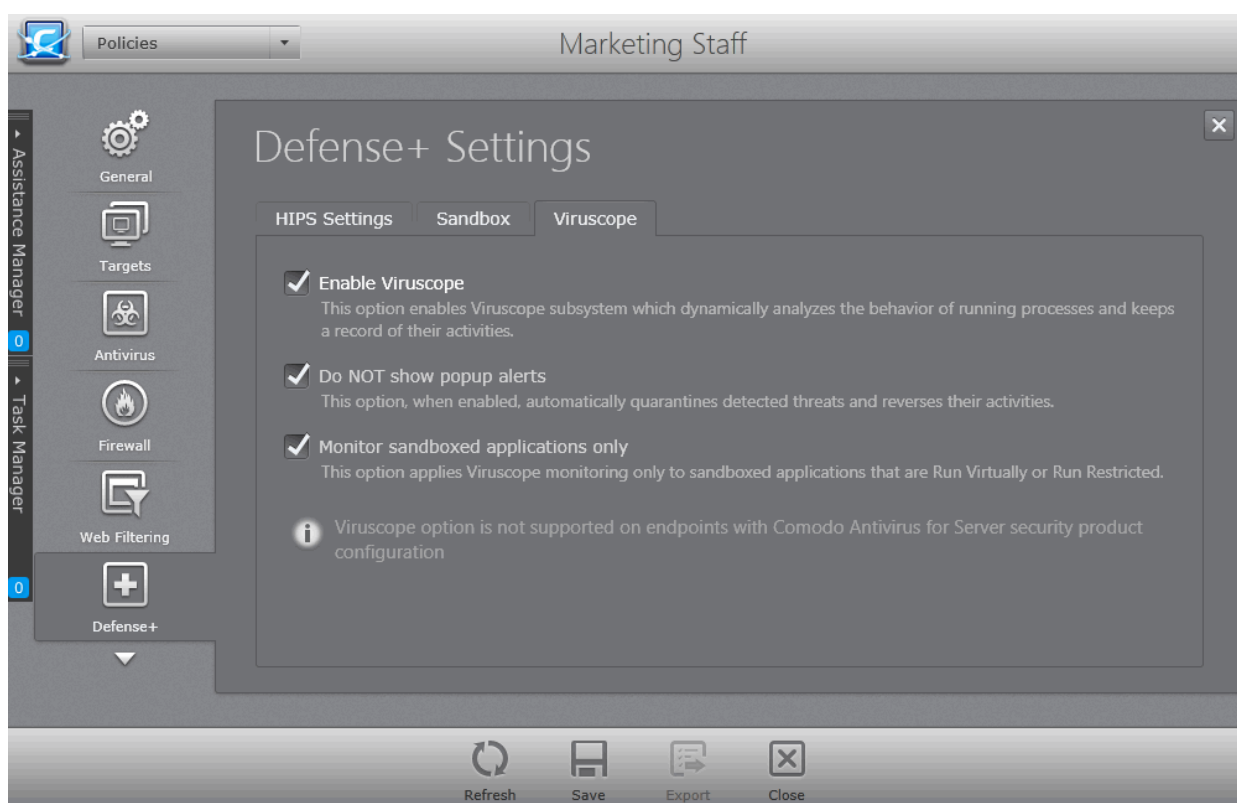 Policies
Marketing Staff
Assistance Manager
0
Task Manager
0
General
Targets
Antivirus
Firewall
Web Filtering
Defense+
Defense+ Settings
HIPS Settings
Sandbox
Viruscope
Enable Viruscope
This option enables Viruscope subsystem which dynamically analyzes the behavior of running processes and keeps
a record of their activities.
Do NOT show popup alerts
This option, when enabled, automatically quarantines detected threats and reverses their activities.
Monitor sandboxed applications only
This option applies Viruscope monitoring only to sandboxed applications that are Run Virtually or Run Restricted.
Viruscope option is not supported on endpoints with Comodo Antivirus for Server security product
configuration
Refresh
Save
Export
Close